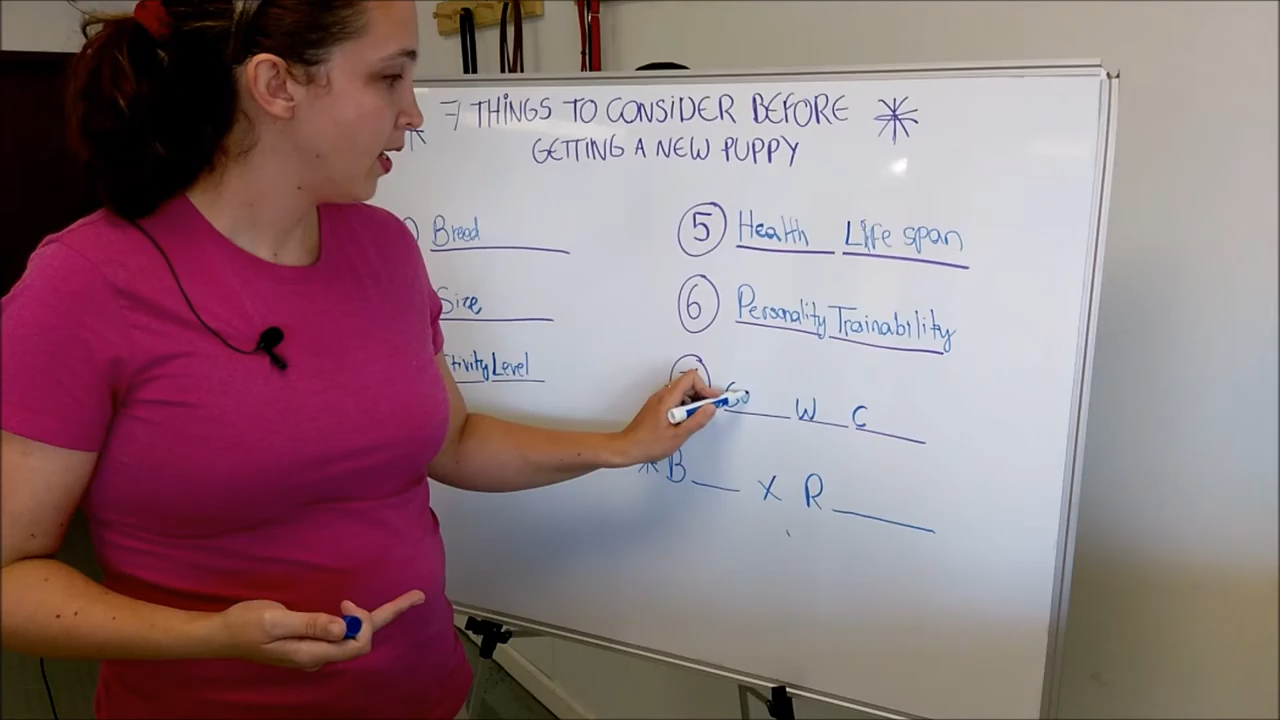 7 THINGS TO CONSIDER BEFORE
GETTING A NEW PUPPY
Breed
Size
tivity Level
5 Health Life span
6 Personality Trainability
W C
B X R